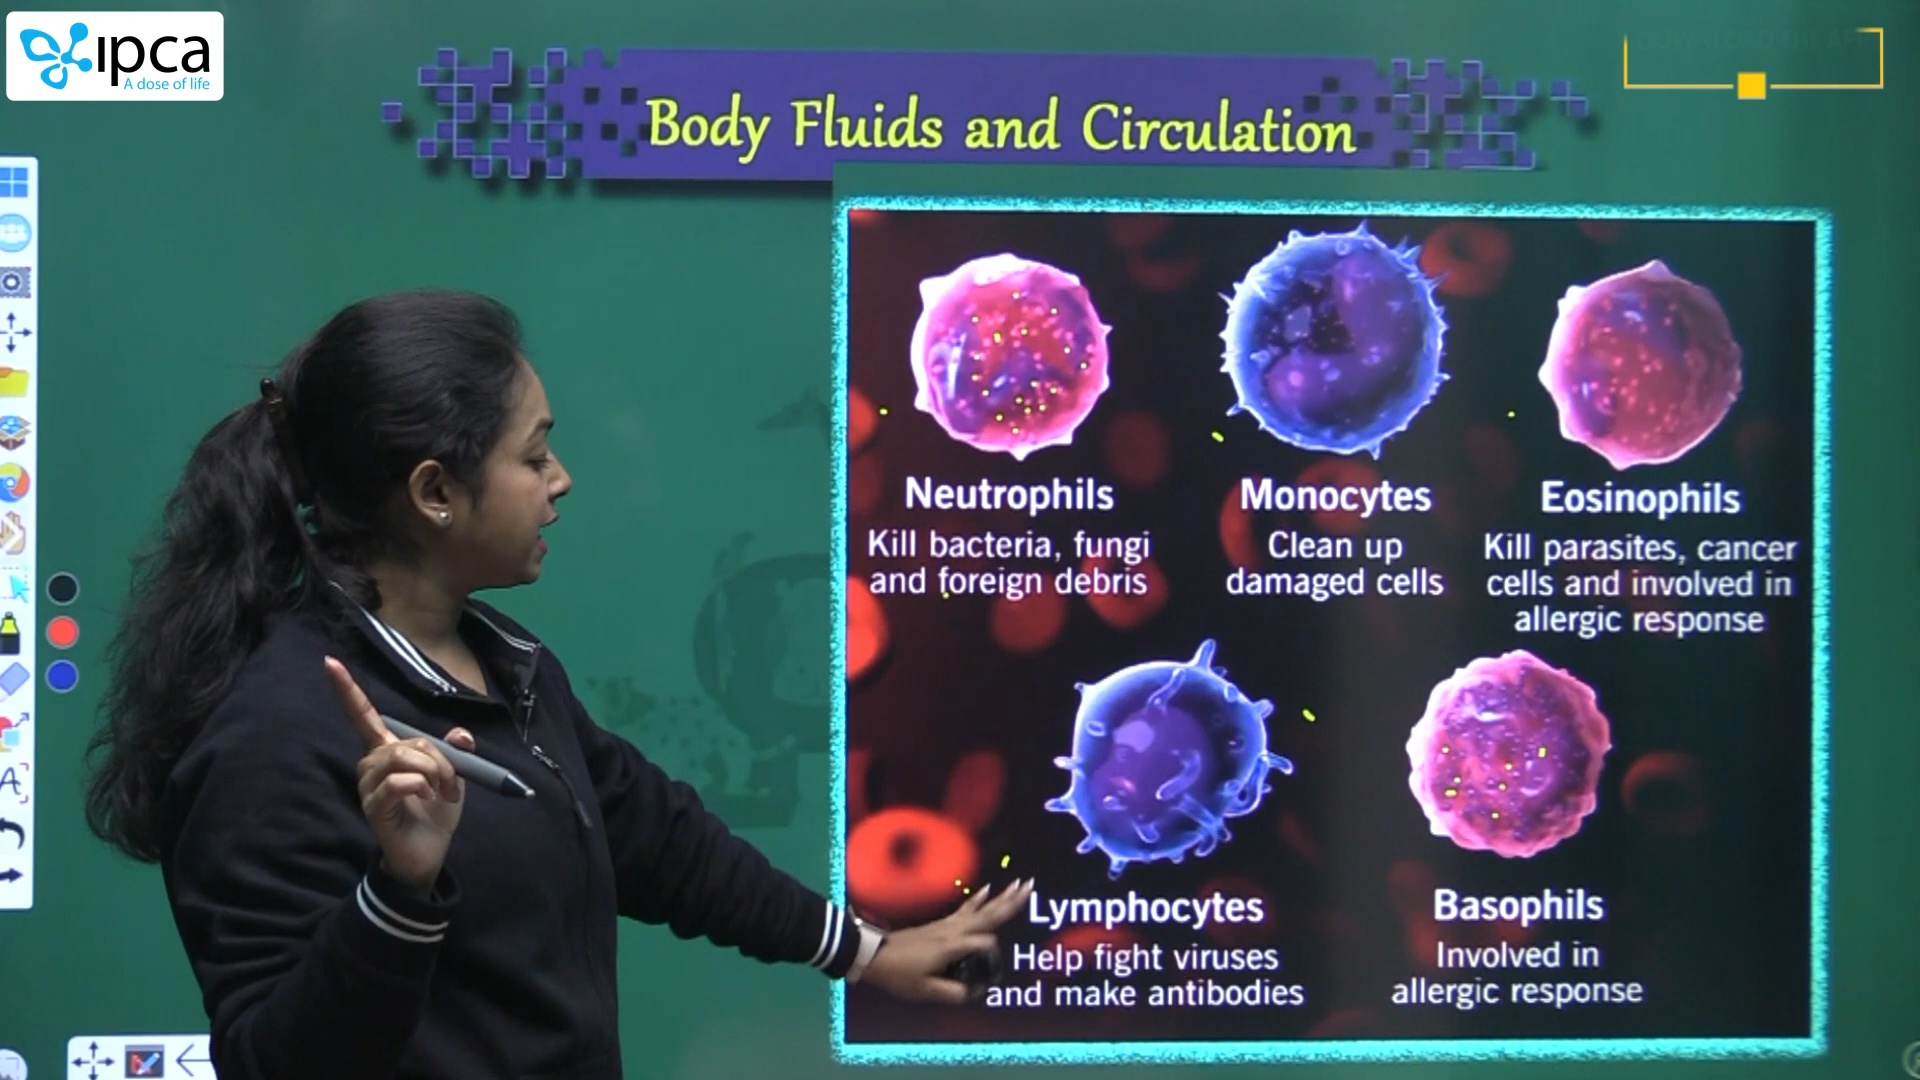 ıpca
A dose of life
Body Fluids and Circulation
Neutrophils
Kill bacteria, fungi
and foreign debris
Monocytes
Clean up
damaged cells
Eosinophils
Kill parasites, cancer
cells and involved in
allergic response
Lymphocytes
Help fight viruses
and make antibodies
Basophils
Involved in
allergic response
A